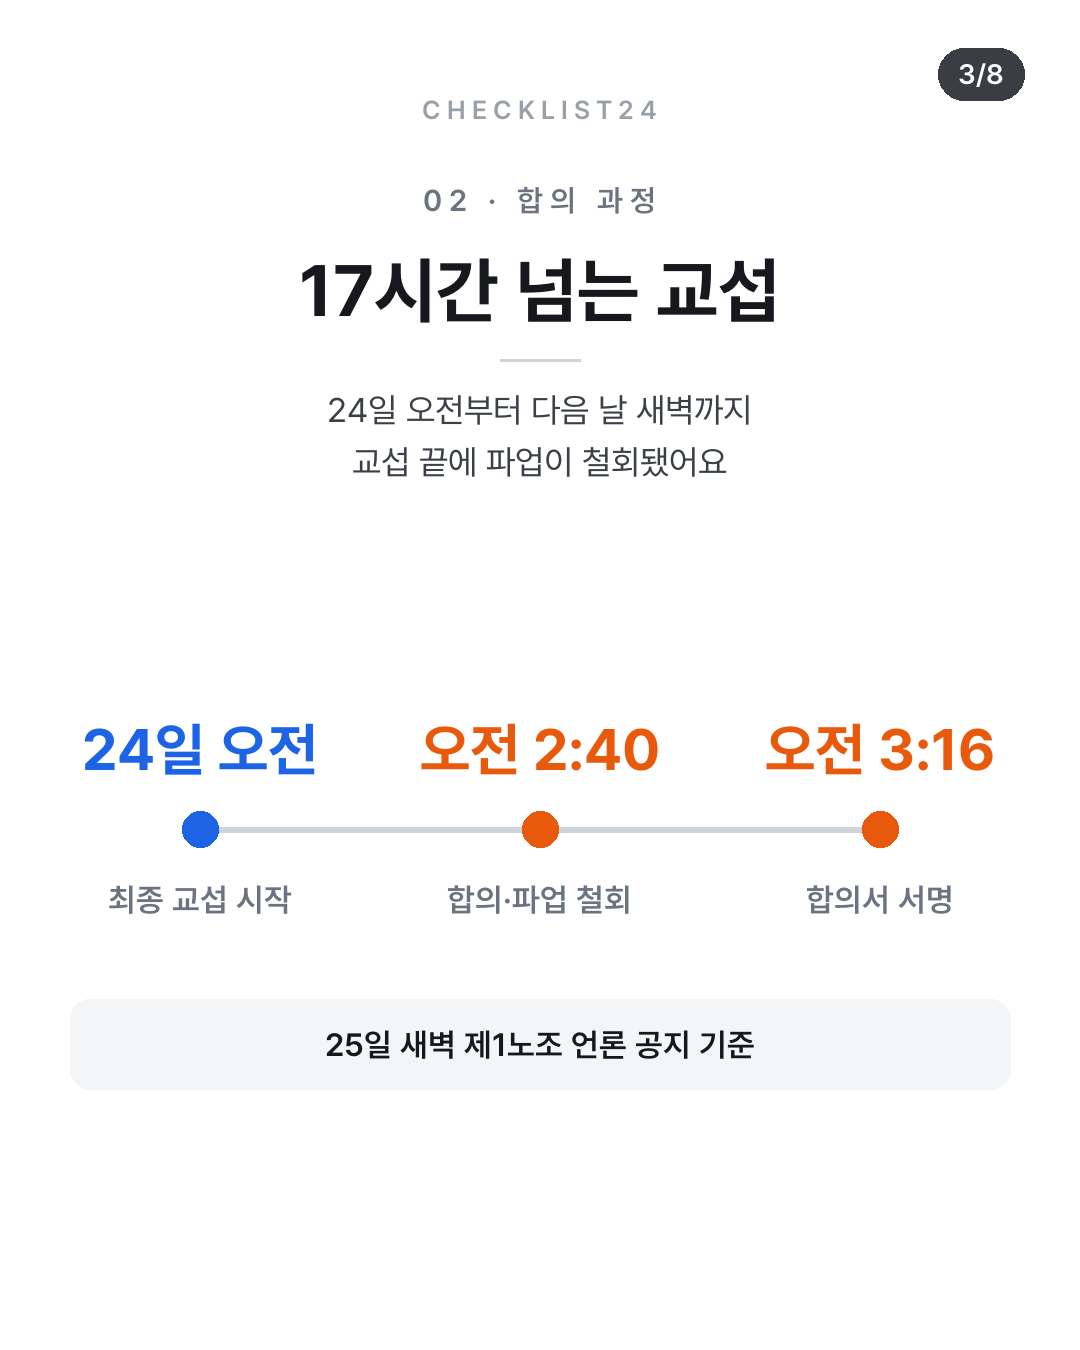 3/8
CHECKLIST24
02 · 합의 과정
17시간 넘는 교섭
24일 오전부터 다음 날 새벽까지
교섭 끝에 파업이 철회됐어요
24일 오전 오전 2:40 오전 3:16
최종 교섭 시작 합의·파업 철회 합의서 서명
25일 새벽 제1노조 언론 공지 기준